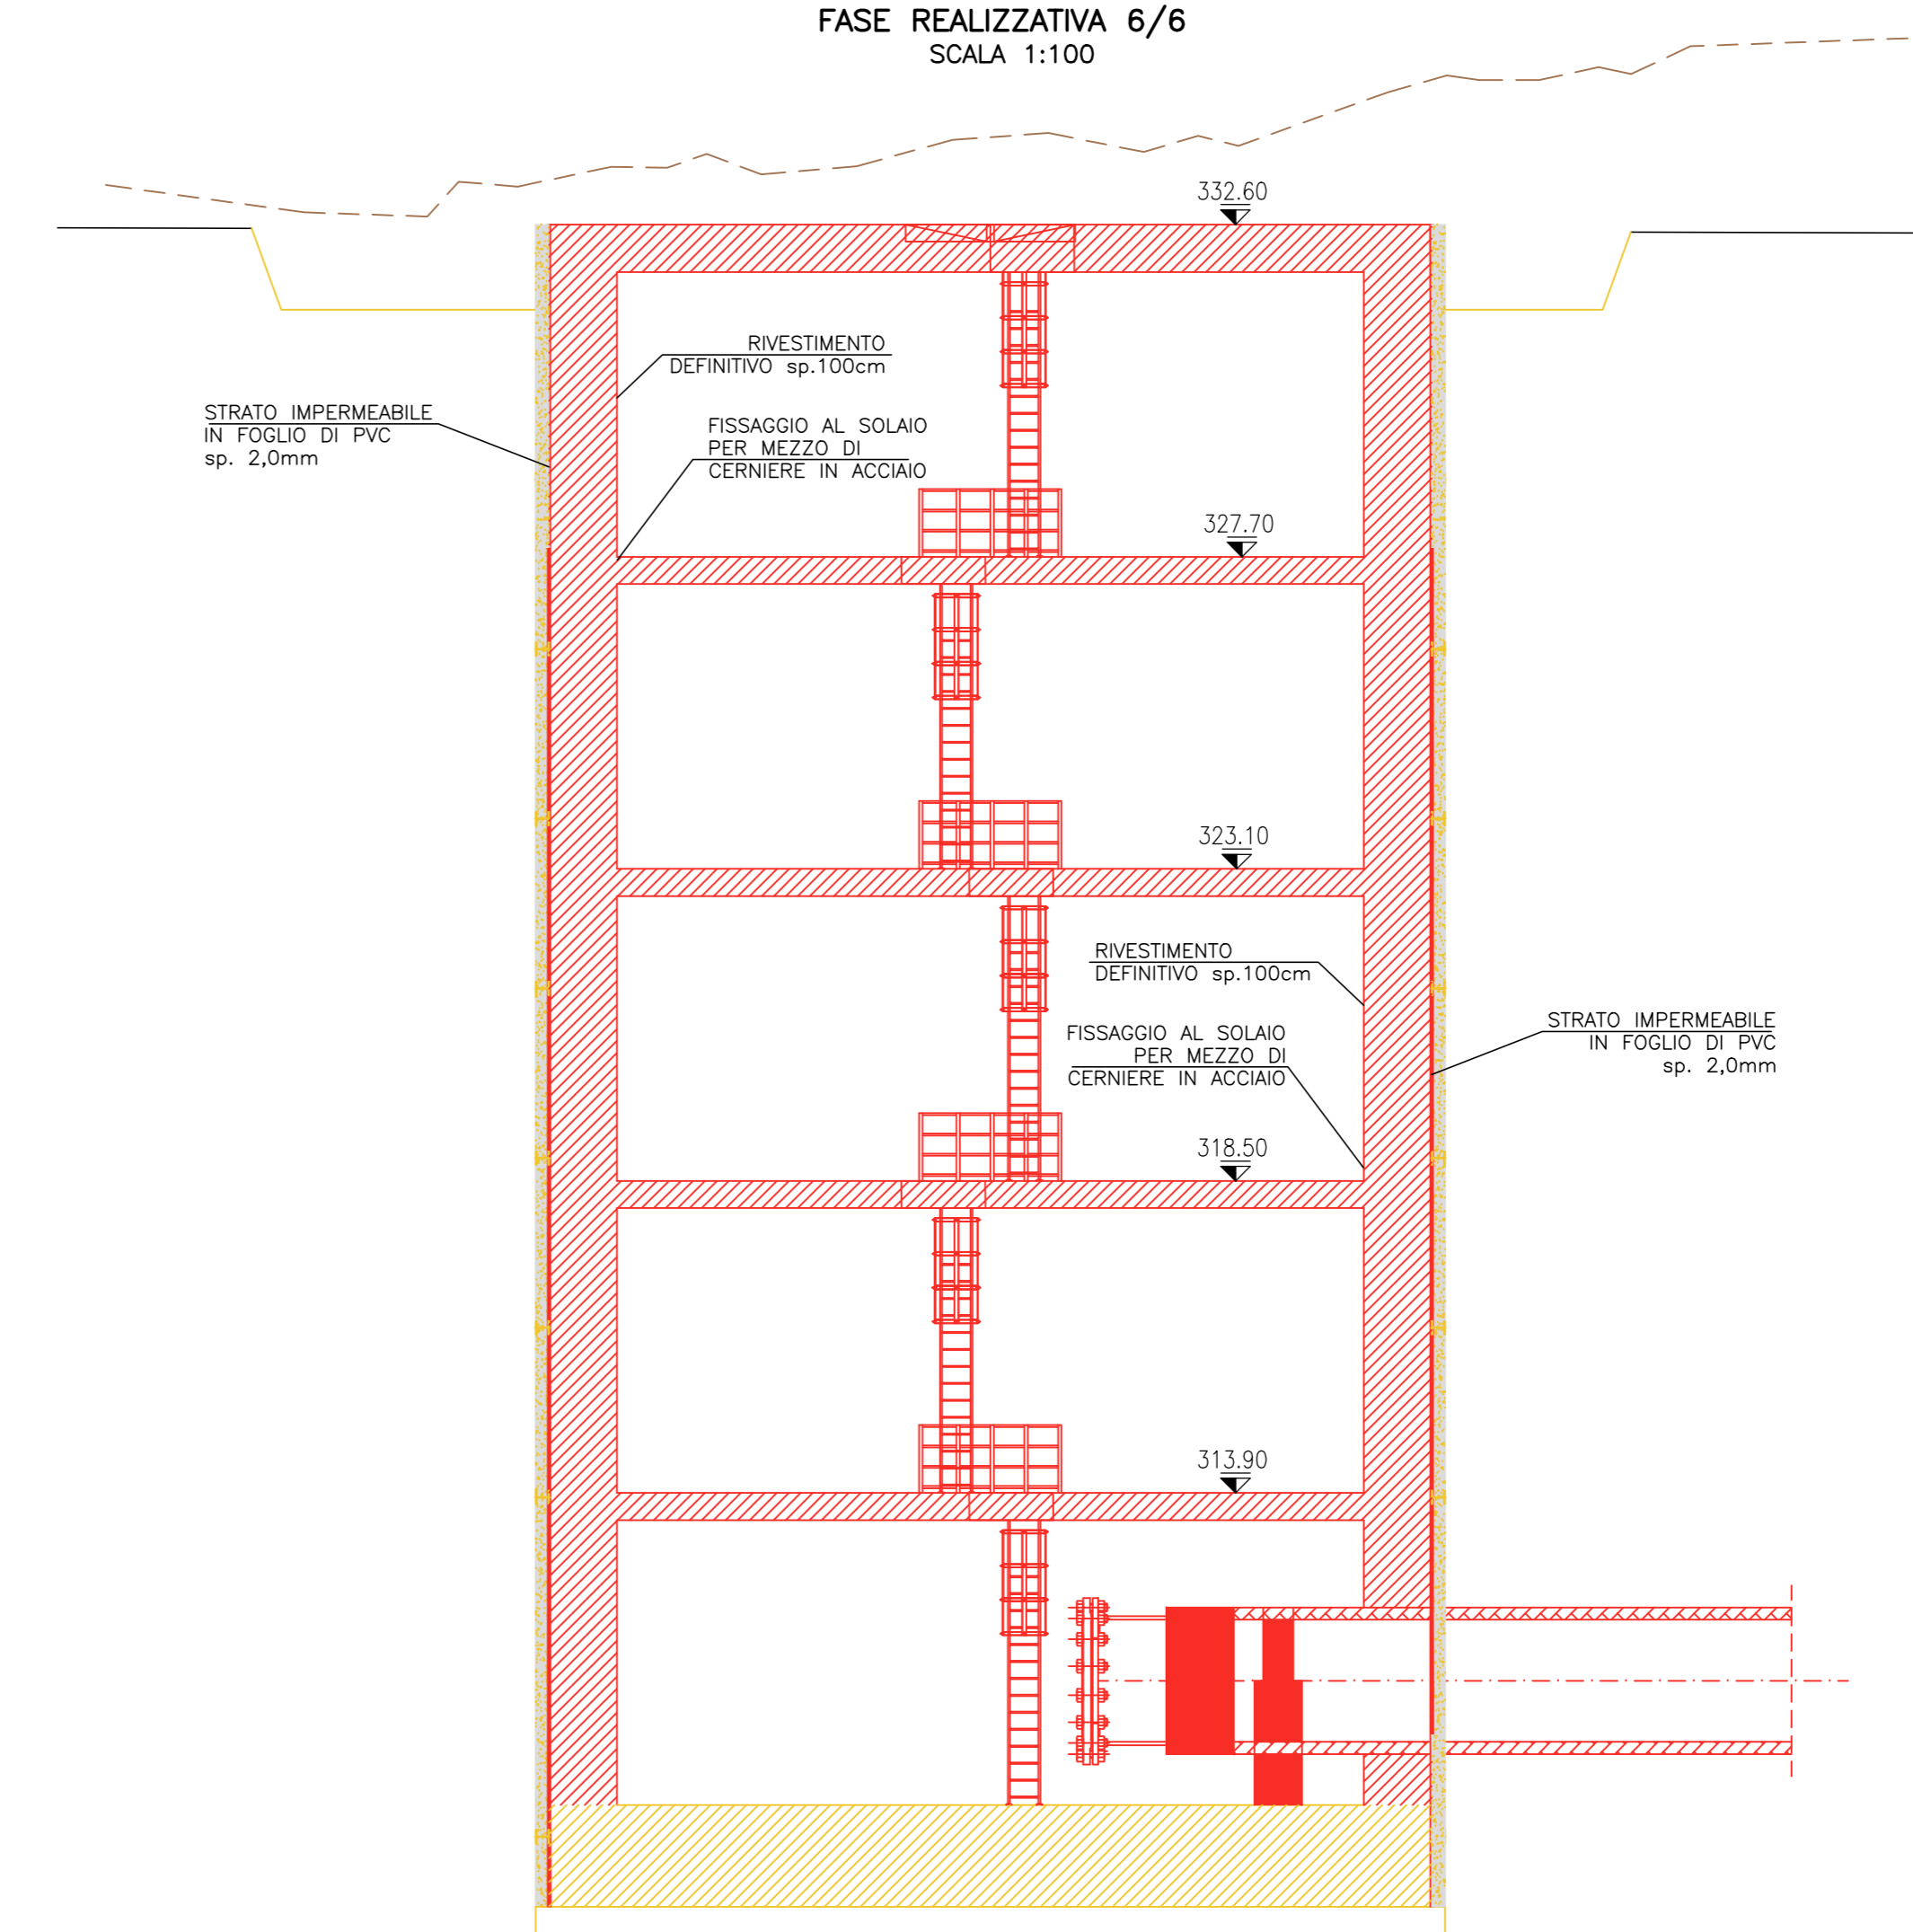 FASE REALIZZATIVA 6/6
SCALA 1:100
332.60
RIVESTIMENTO
DEFINITIVO sp.100cm
STRATO IMPERMEABILE
IN FOGLIO DI PVC
sp. 2,0mm
FISSAGGIO AL SOLAIO
PER MEZZO DI
CERNIERE IN ACCIAIO
327.70
323.10
RIVESTIMENTO
DEFINITIVO sp.100cm
STRATO IMPERMEABILE
IN FOGLIO DI PVC
sp. 2,0mm
FISSAGGIO AL SOLAIO
PER MEZZO DI
CERNIERE IN ACCIAIO
318.50
313.90